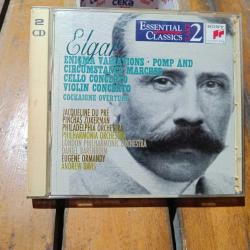 ČEKA
2 CD
ESSENTIAL
CLASSICS
2
SONY
Elgar
ENIGMA VARIATIONS · POMP AND
CIRCUMSTANCE MARCHES
CELLO CONCERTO
VIOLIN CONCERTO
COCKAIGNE OVERTURE
JACQUELINE DU PRÉ
PINCHAS ZUKERMAN
PHILADELPHIA ORCHESTRA
PHILHARMONIA ORCHESTRA
LONDON PHILHARMONIC ORCHESTRA
DANIEL BARENBOIM
EUGENE ORMANDY
ANDREW DAVIS